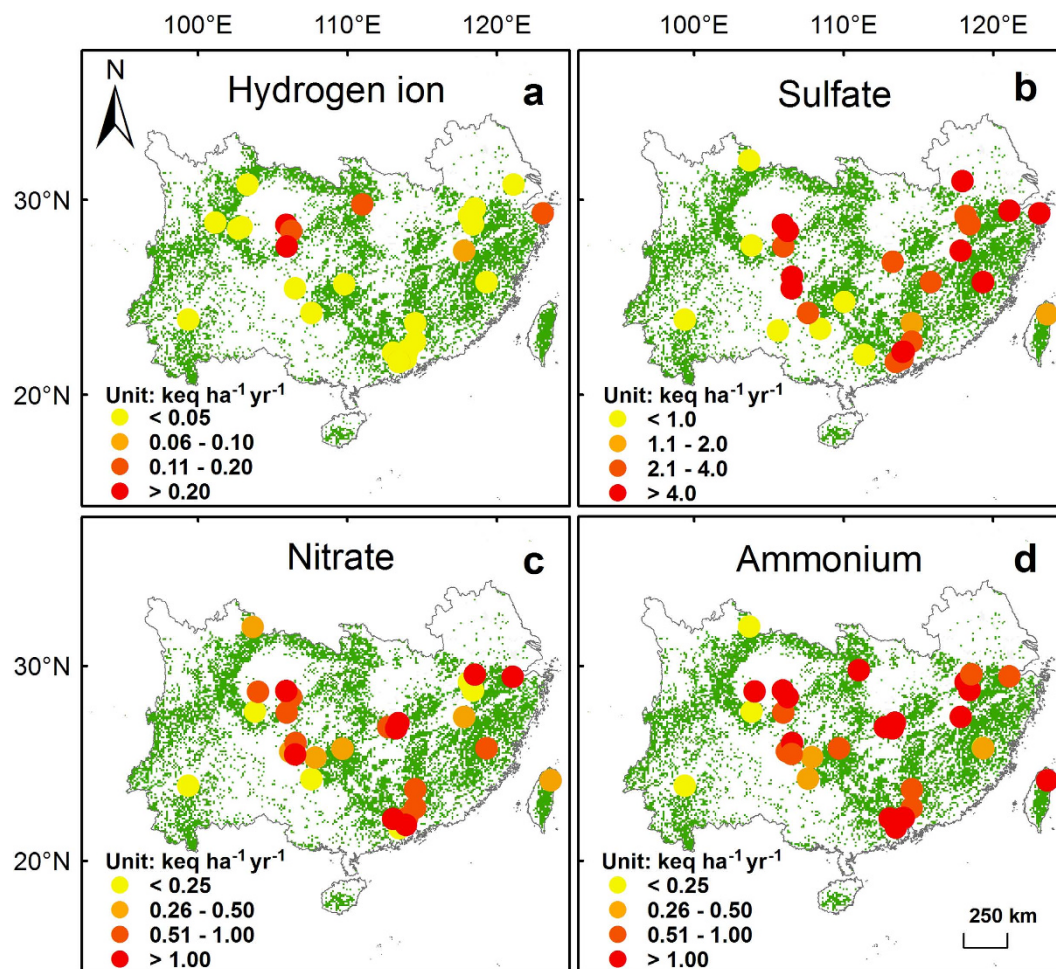 100°E 110°E 120°E 100°E 110°E 120°E
N
Hydrogen ion a
30°N
20°N
Unit: keq ha⁻¹ yr⁻¹
< 0.05
0.06 - 0.10
0.11 - 0.20
> 0.20
Sulfate b
Unit: keq ha⁻¹ yr⁻¹
< 1.0
1.1 - 2.0
2.1 - 4.0
> 4.0
Nitrate c
30°N
20°N
Unit: keq ha⁻¹ yr⁻¹
< 0.25
0.26 - 0.50
0.51 - 1.00
> 1.00
Ammonium d
Unit: keq ha⁻¹ yr⁻¹
< 0.25
0.26 - 0.50
0.51 - 1.00
> 1.00
250 km